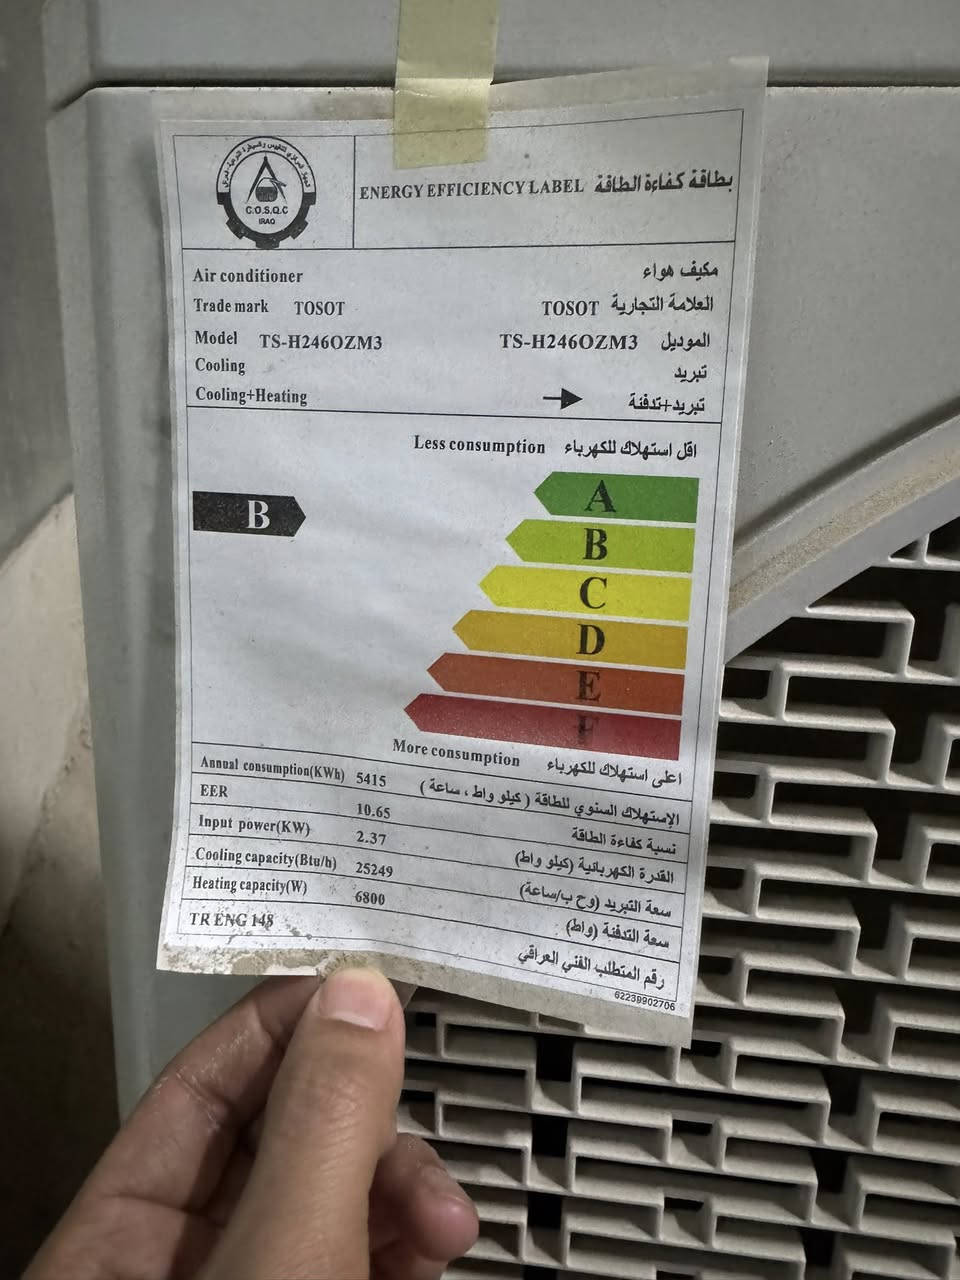 C.O.S.Q.C
IRAQ
ENERGY EFFICIENCY LABEL بطاقة كفاءة الطاقة
Air conditioner مكيف هواء
Trade mark TOSOT TOSOT العلامة التجارية
Model TS-H246OZM3 TS-H246OZM3 الموديل
Cooling تبريد
Cooling+Heating تبريد+تدفئة
Less consumption اقل استهلاك للكهرباء
A
B B
C
D
E
F
More consumption اعلى استهلاك للكهرباء
Annual consumption(KWh) 5415 الإستهلاك السنوي للطاقة ( كيلو واط ، ساعة )
EER 10.65 نسبة كفاءة الطاقة
Input power(KW) 2.37 القدرة الكهربائية (كيلو واط)
Cooling capacity(Btu/h) 25249 سعة التبريد (وح ب/ساعة)
Heating capacity(W) 6800 سعة التدفئة (واط)
TR ENG 148 رقم المتطلب الفني العراقي
62239902706